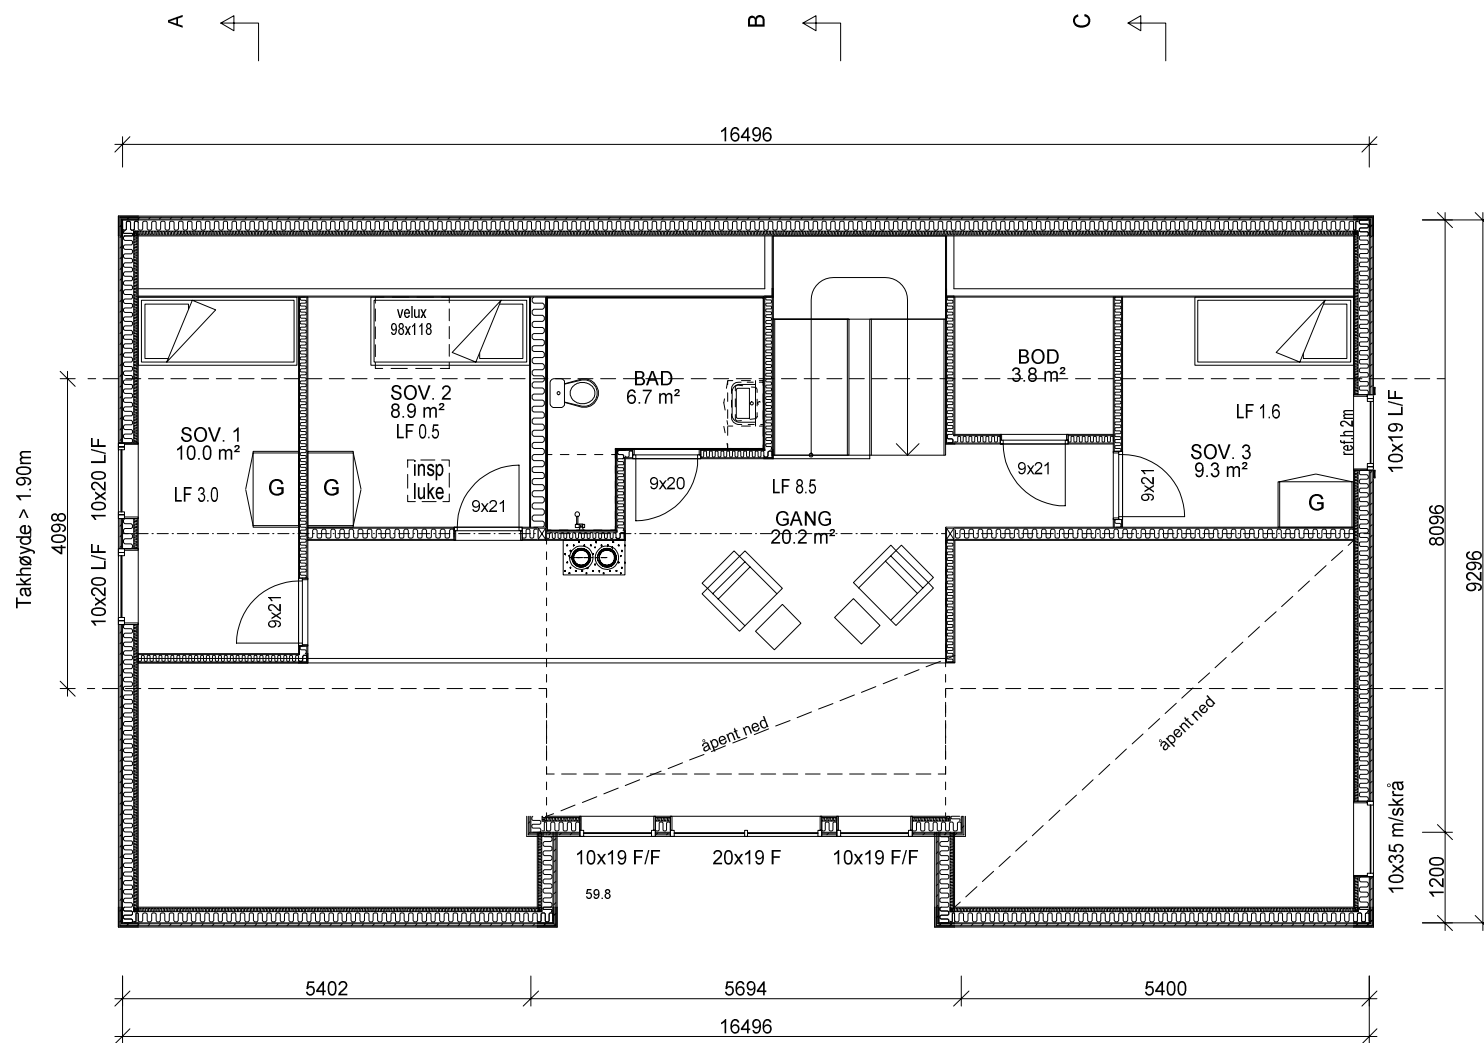 A
B
C
16496
velux
98x118
SOV. 2
8.9 m²
LF 0.5
BAD
6.7 m²
BOD
3.8 m²
LF 1.6
ref.h 2m
10x19 L/F
SOV. 1
10.0 m²
LF 3.0
G
G
insp
luke
9x21
9x20
LF 8.5
GANG
20.2 m²
9x21
9x21
SOV. 3
9.3 m²
G
Takhøyde > 1.90m
4098
10x20 L/F
10x20 L/F
9x21
8096
9296
åpent ned
åpent ned
10x19 F/F
20x19 F
10x19 F/F
59.8
10x35 m/skrå
1200
5402
5694
5400
16496